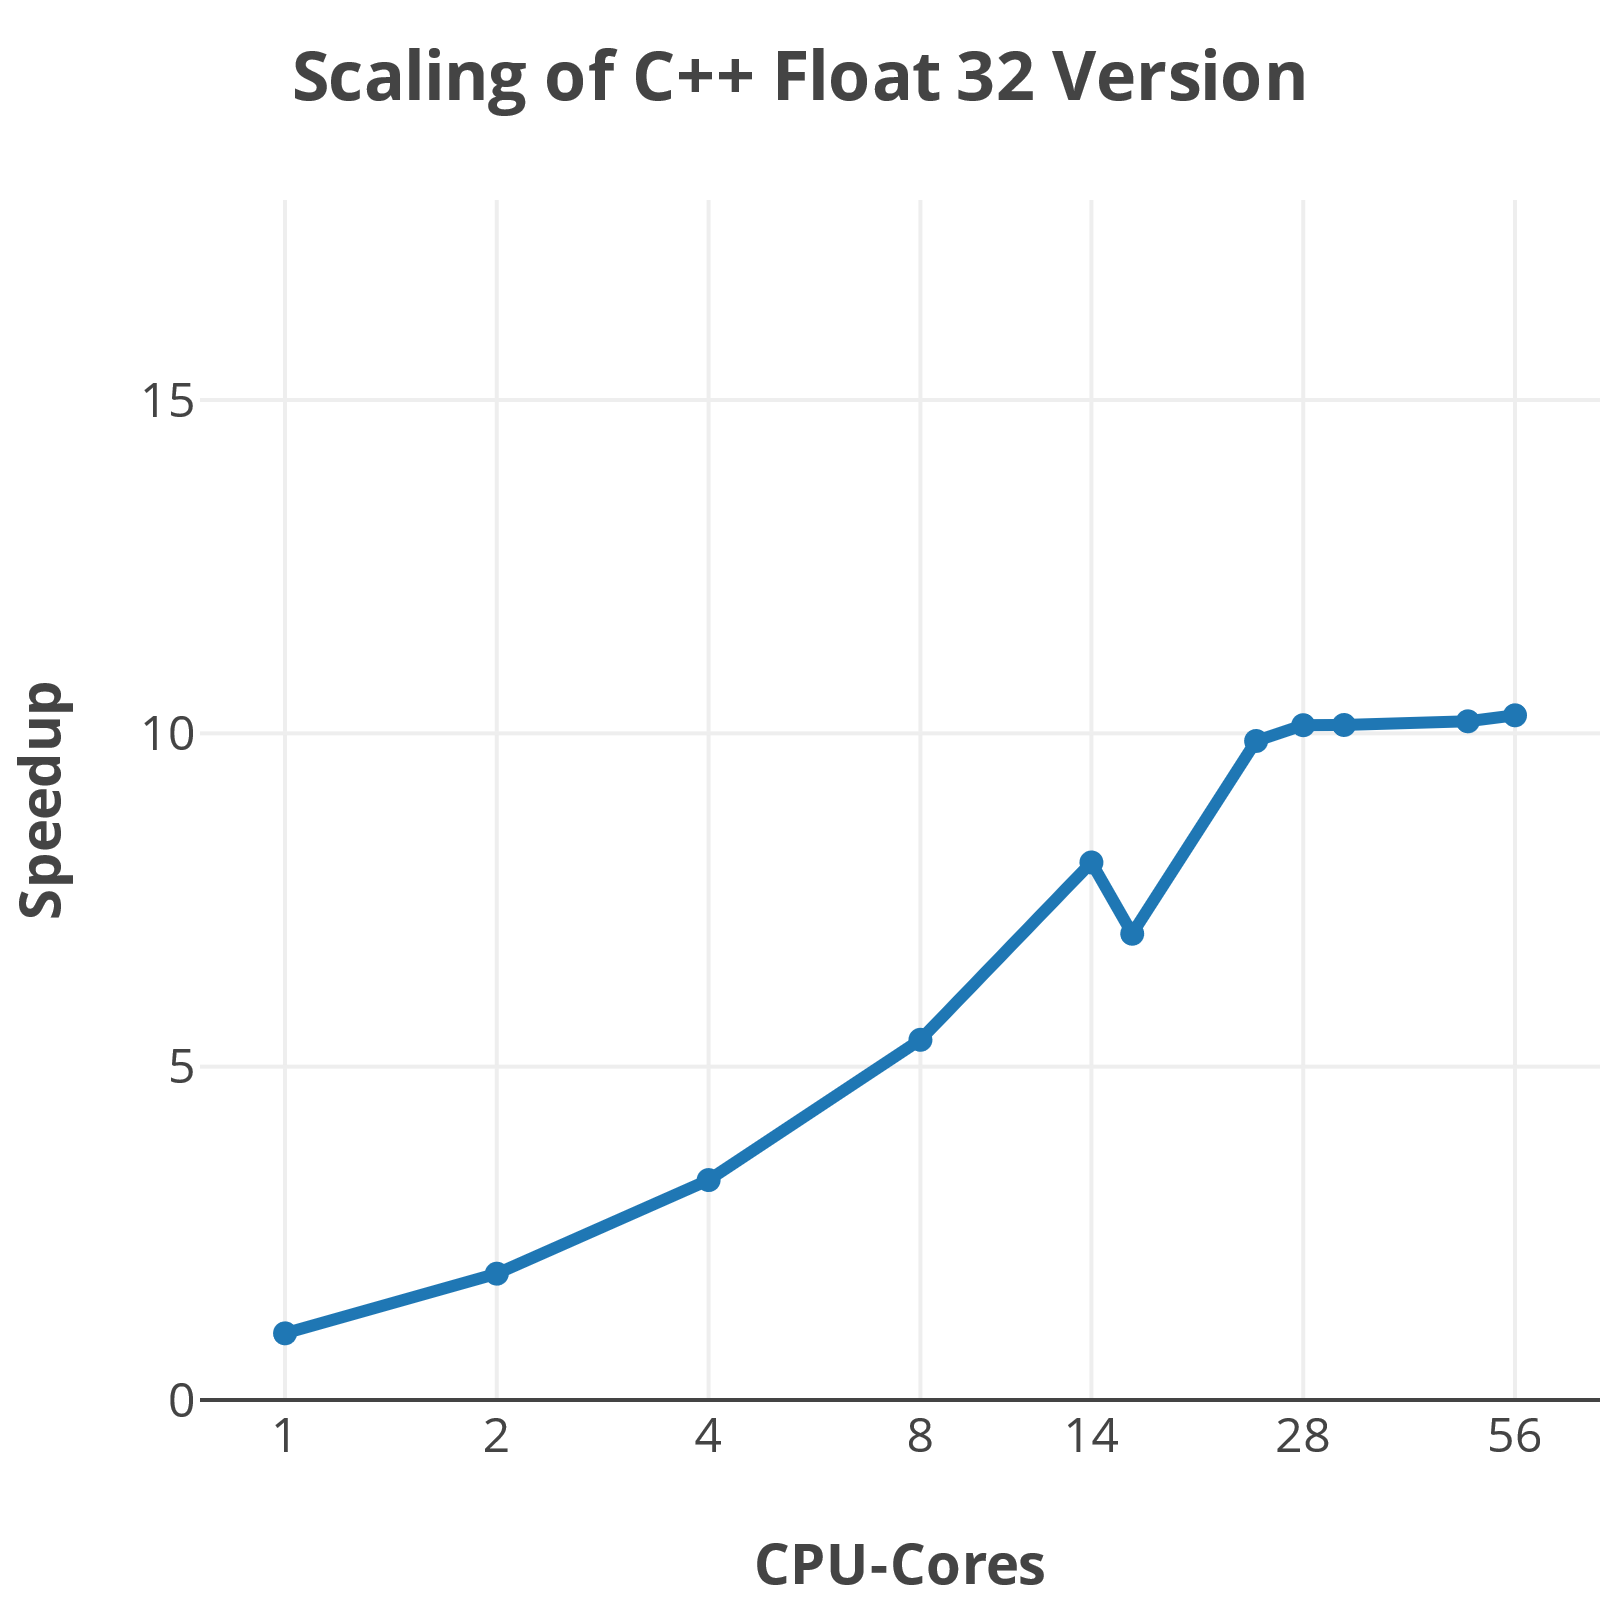 Scaling of C++ Float 32 Version
15
10
5
0
Speedup
1 2 4 8 14 28 56
CPU-Cores